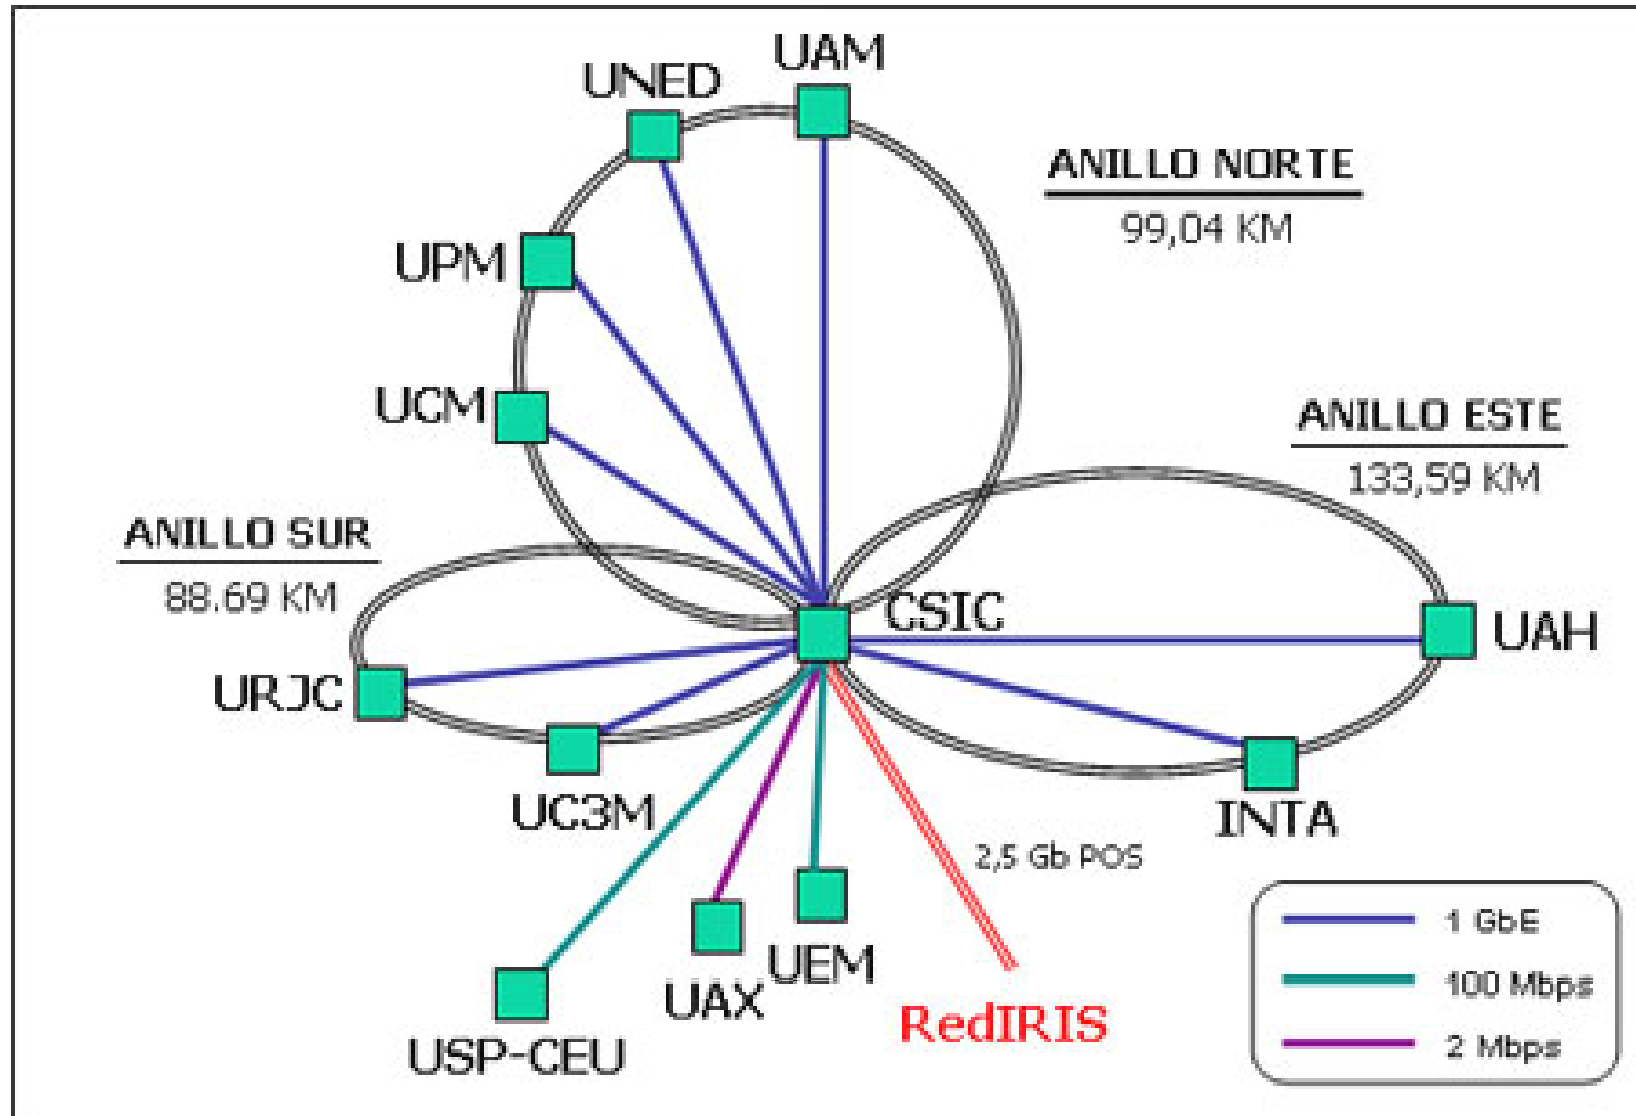 UAM
UNED
ANILLO NORTE
99,04 KM
UPM
UCM
ANILLO ESTE
133,59 KM
ANILLO SUR
88.69 KM
CSIC
UAH
URJC
UC3M
INTA
2,5 Gb POS
UEM
UAX
RedIRIS
USP-CEU
1 GbE
100 Mbps
2 Mbps